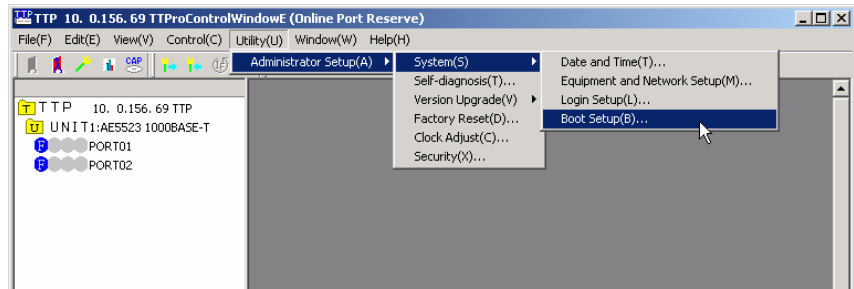 TTP 10. 0.156. 69 TTProControlWindowE (Online Port Reserve)
File(F) Edit(E) View(V) Control(C) Utility(U) Window(W) Help(H)
CAP
Administrator Setup(A)
System(S)
Self-diagnosis(T)...
Version Upgrade(V)
Factory Reset(D)...
Clock Adjust(C)...
Security(X)...
Date and Time(T)...
Equipment and Network Setup(M)...
Login Setup(L)...
Boot Setup(B)...
T TTP 10. 0.156. 69 TTP
U UNIT1:AE5523 1000BASE-T
F PORT01
F PORT02